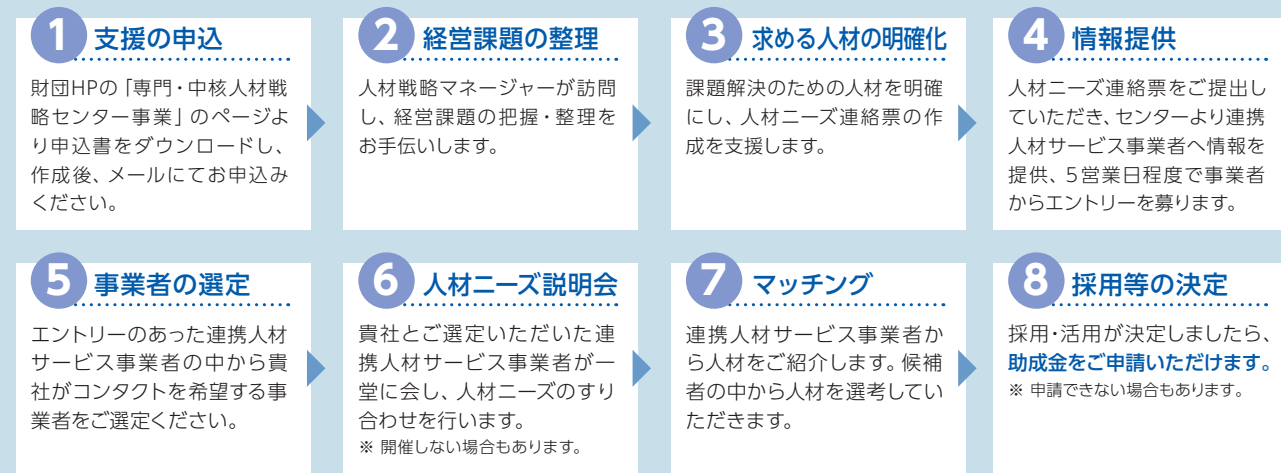 1 支援の申込
財団HPの「専門・中核人材戦
略センター事業」のページよ
り申込書をダウンロードし、
作成後、メールにてお申込み
ください。
2 経営課題の整理
人材戦略マネージャーが訪問
し、経営課題の把握・整理を
お手伝いします。
3 求める人材の明確化
課題解決のための人材を明確
にし、人材ニーズ連絡票の作
成を支援します。
4 情報提供
人材ニーズ連絡票をご提出し
ていただき、センターより連携
人材サービス事業者へ情報を
提供、5営業日程度で事業者
からエントリーを募ります。
5 事業者の選定
エントリーのあった連携人材
サービス事業者の中から貴
社がコンタクトを希望する事
業者をご選定ください。
6 人材ニーズ説明会
貴社とご選定いただいた連
携人材サービス事業者が一
堂に会し、人材ニーズのすり
合わせを行います。
※ 開催しない場合もあります。
7 マッチング
連携人材サービス事業者か
ら人材をご紹介します。候補
者の中から人材を選考してい
ただきます。
8 採用等の決定
採用・活用が決定しましたら、
助成金をご申請いただけます。
※ 申請できない場合もあります。